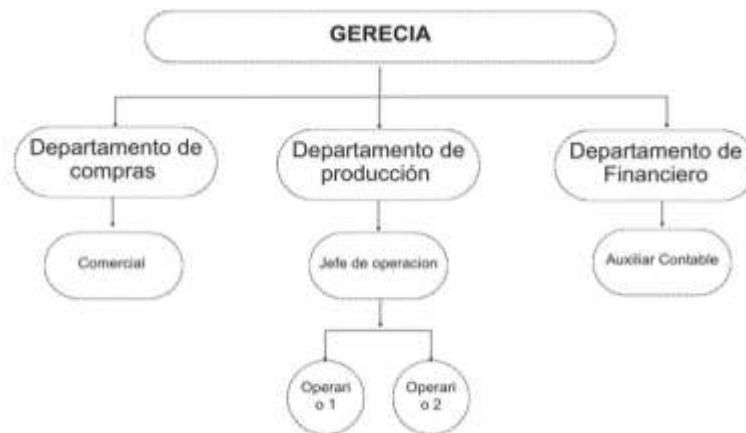 GERECIA
Departamento de
compras
Departamento de
producción
Departamento de
Financiero
Comercial
Jefe de operacion
Auxiliar Contable
Operari
o 1
Operari
o 2